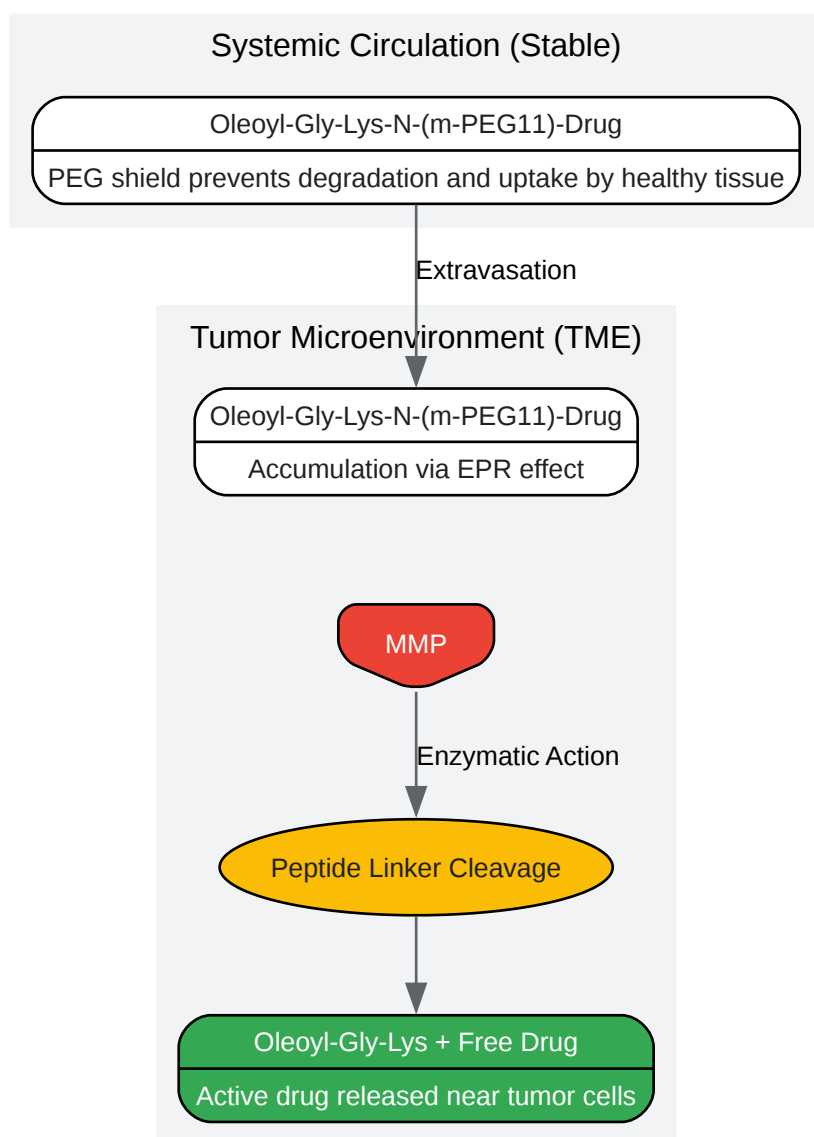 Systemic Circulation (Stable)
Oleoyl-Gly-Lys-N-(m-PEG11)-Drug
PEG shield prevents degradation and uptake by healthy tissue
Extravasation
Tumor Microenvironment (TME)
Oleoyl-Gly-Lys-N-(m-PEG11)-Drug
Accumulation via EPR effect
MMP
Enzymatic Action
Peptide Linker Cleavage
Oleoyl-Gly-Lys + Free Drug
Active drug released near tumor cells